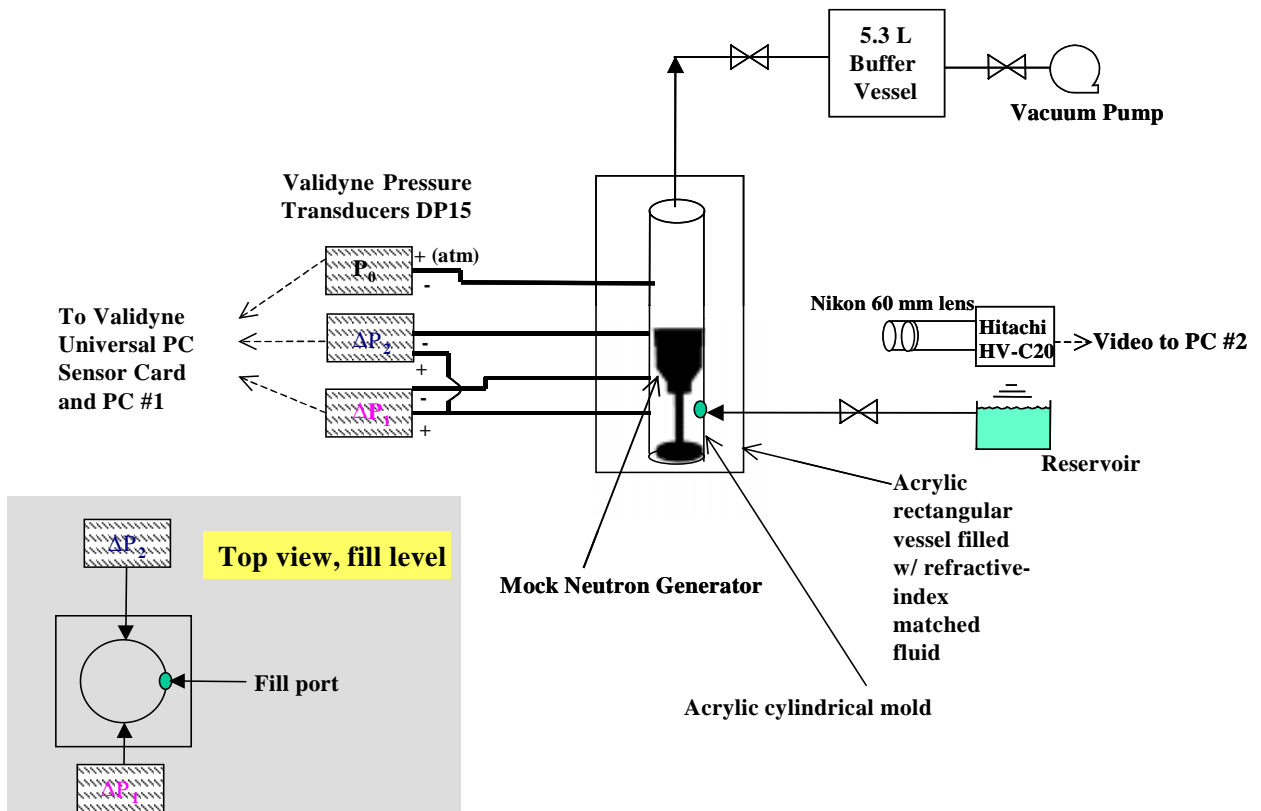 5.3 L
Buffer
Vessel
Vacuum Pump
Validyne Pressure
Transducers DP15
P0
+ (atm)
-
ΔP2
-
+
ΔP1
-
+
To Validyne
Universal PC
Sensor Card
and PC #1
Nikon 60 mm lens
Hitachi
HV-C20
Video to PC #2
Reservoir
Mock Neutron Generator
Acrylic
rectangular
vessel filled
w/ refractive-
index
matched
fluid
Acrylic cylindrical mold
ΔP2
Top view, fill level
Fill port
ΔP1